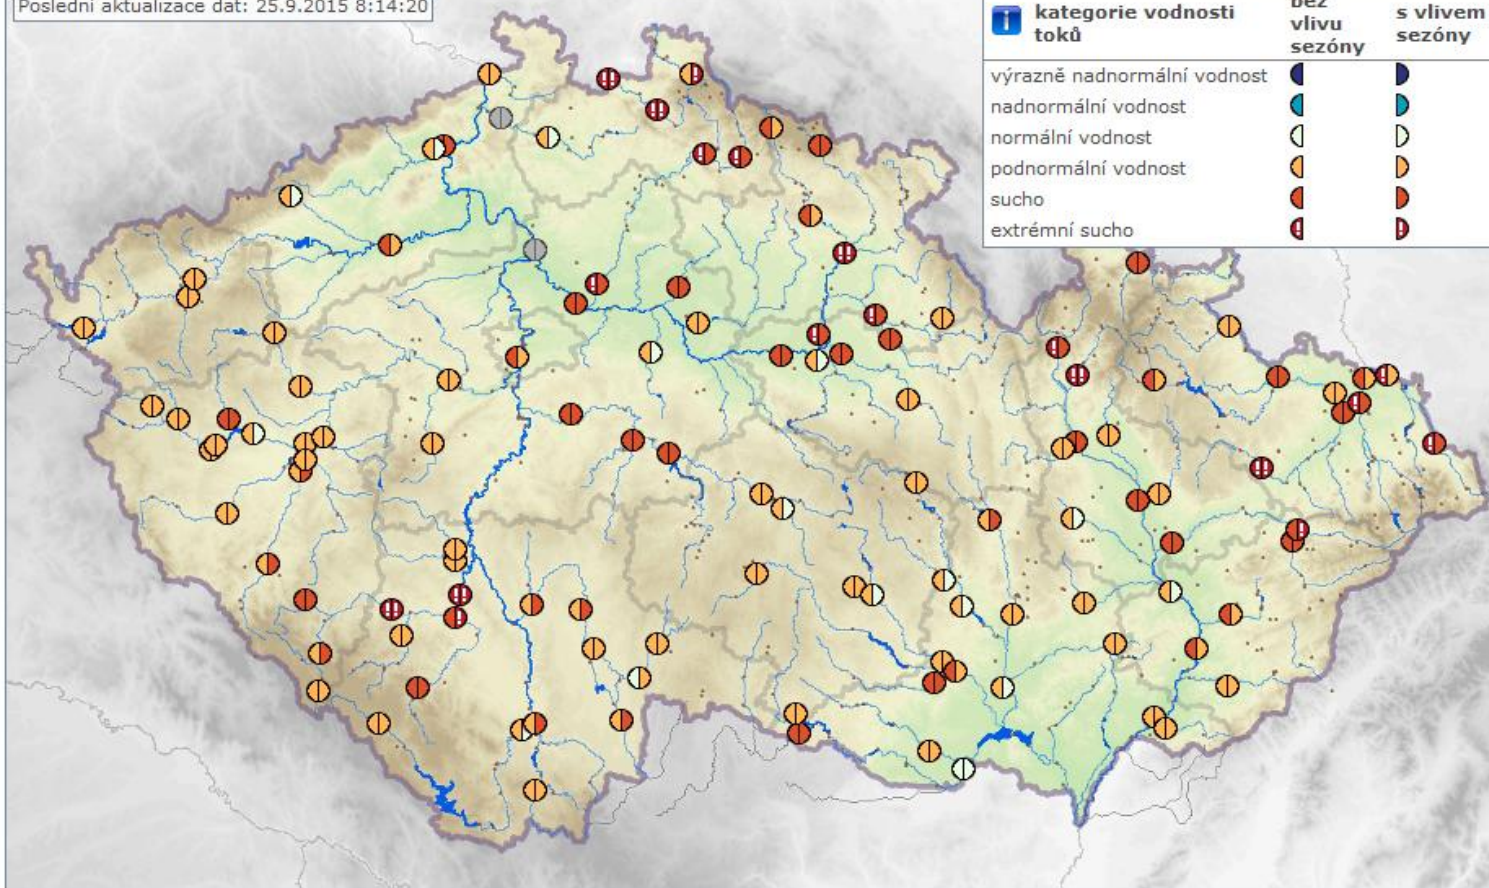 Poslední aktualizace dat: 25.9.2015 8:14:20
kategorie vodnosti toků
bez vlivu sezóny
s vlivem sezóny
výrazně nadnormální vodnost
nadnormální vodnost
normální vodnost
podnormální vodnost
sucho
extrémní sucho